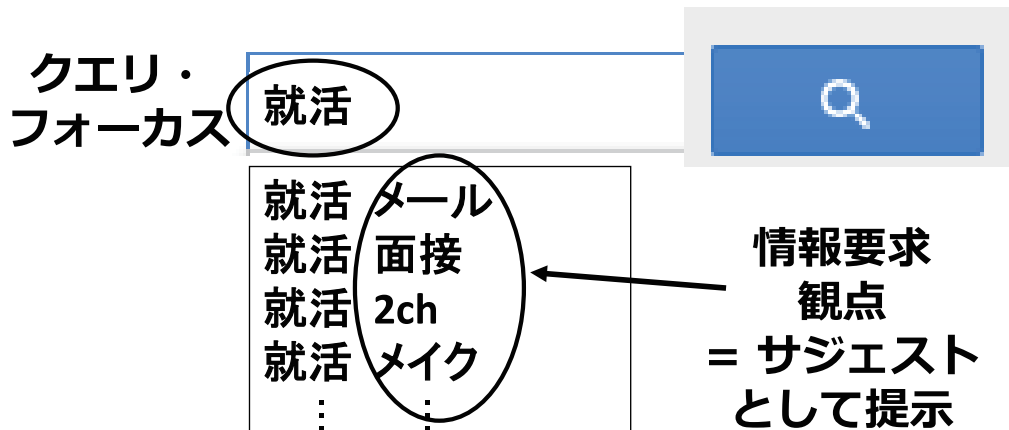 クエリ・
フォーカス
就活
就活 メール
就活 面接
就活 2ch
就活 メイク
⋮ ⋮
情報要求
観点
= サジェスト
として提示